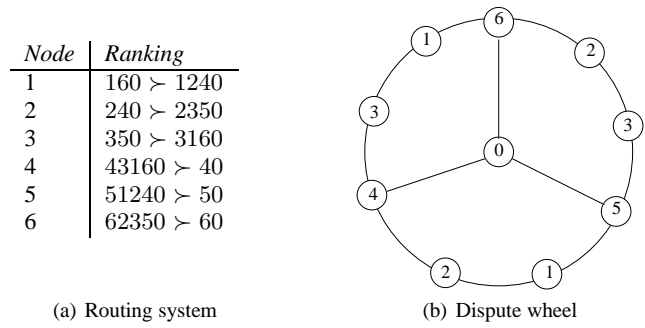 Node Ranking
1 160 ≻ 1240
2 240 ≻ 2350
3 350 ≻ 3160
4 43160 ≻ 40
5 51240 ≻ 50
6 62350 ≻ 60
(a) Routing system
6
1
2
3
3
0
4
5
2
1
(b) Dispute wheel